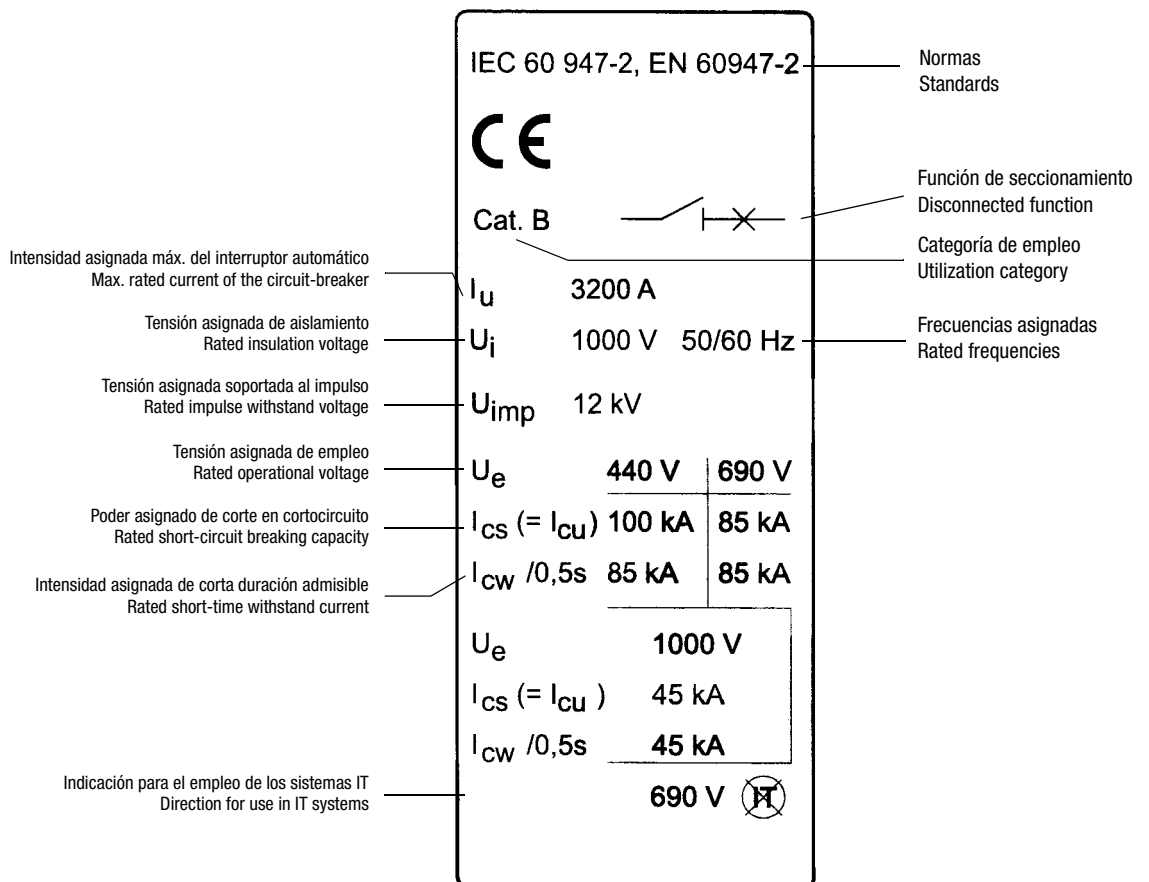 IEC 60 947-2, EN 60947-2
Normas
Standards
CE
Función de seccionamiento
Disconnected function
Cat. B
Categoría de empleo
Utilization category
Intensidad asignada máx. del interruptor automático
Max. rated current of the circuit-breaker
Iu 3200 A
Tensión asignada de aislamiento
Rated insulation voltage
Ui 1000 V 50/60 Hz
Frecuencias asignadas
Rated frequencies
Tensión asignada soportada al impulso
Rated impulse withstand voltage
Uimp 12 kV
Tensión asignada de empleo
Rated operational voltage
Ue 440 V 690 V
Poder asignado de corte en cortocircuito
Rated short-circuit breaking capacity
Ics (= Icu) 100 kA 85 kA
Intensidad asignada de corta duración admisible
Rated short-time withstand current
Icw /0,5s 85 kA 85 kA
Ue 1000 V
Ics (= Icu ) 45 kA
Icw /0,5s 45 kA
Indicación para el empleo de los sistemas IT
Direction for use in IT systems
690 V IT